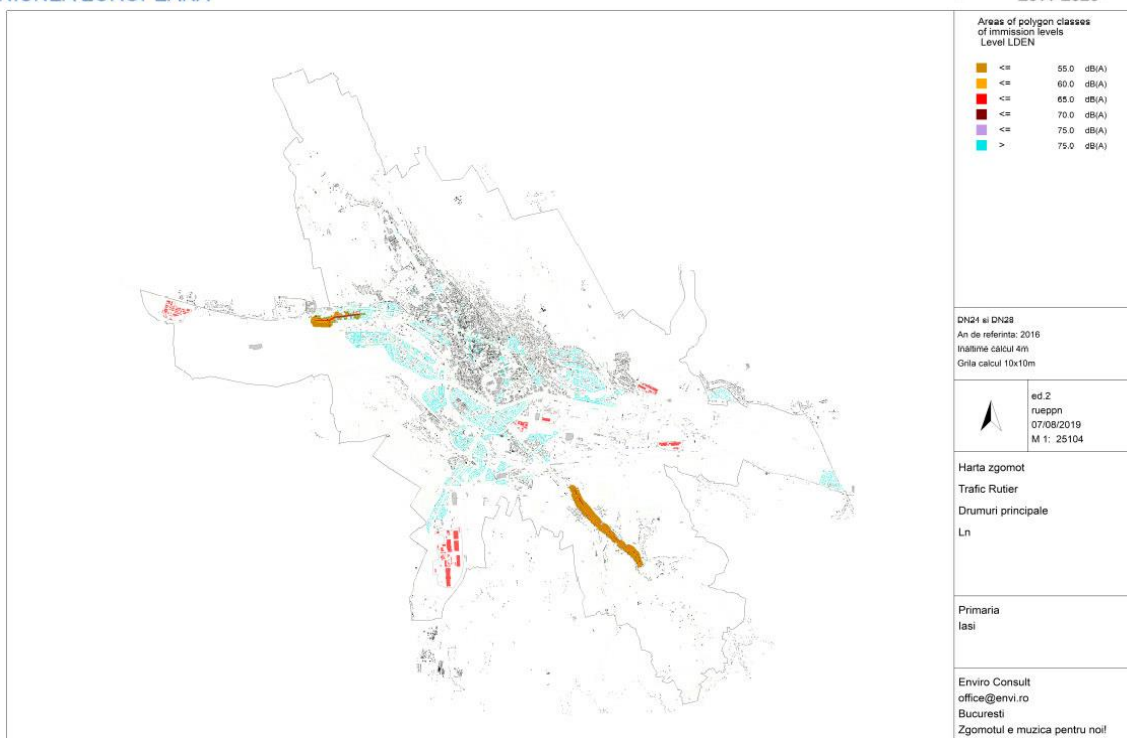 Areas of polygon classes
of immission levels
Level LDEN
<= 55.0 dB(A)
<= 60.0 dB(A)
<= 65.0 dB(A)
<= 70.0 dB(A)
<= 75.0 dB(A)
> 75.0 dB(A)
DN24 si DN28
An de referinta: 2016
Inaltime calcul 4m
Grila calcul 10x10m
ed.2
rueppn
07/08/2019
M 1: 25104
Harta zgomot
Trafic Rutier
Drumuri principale
Ln
Primaria
Iasi
Enviro Consult
office@envi.ro
Bucuresti
Zgomotul e muzica pentru noi!